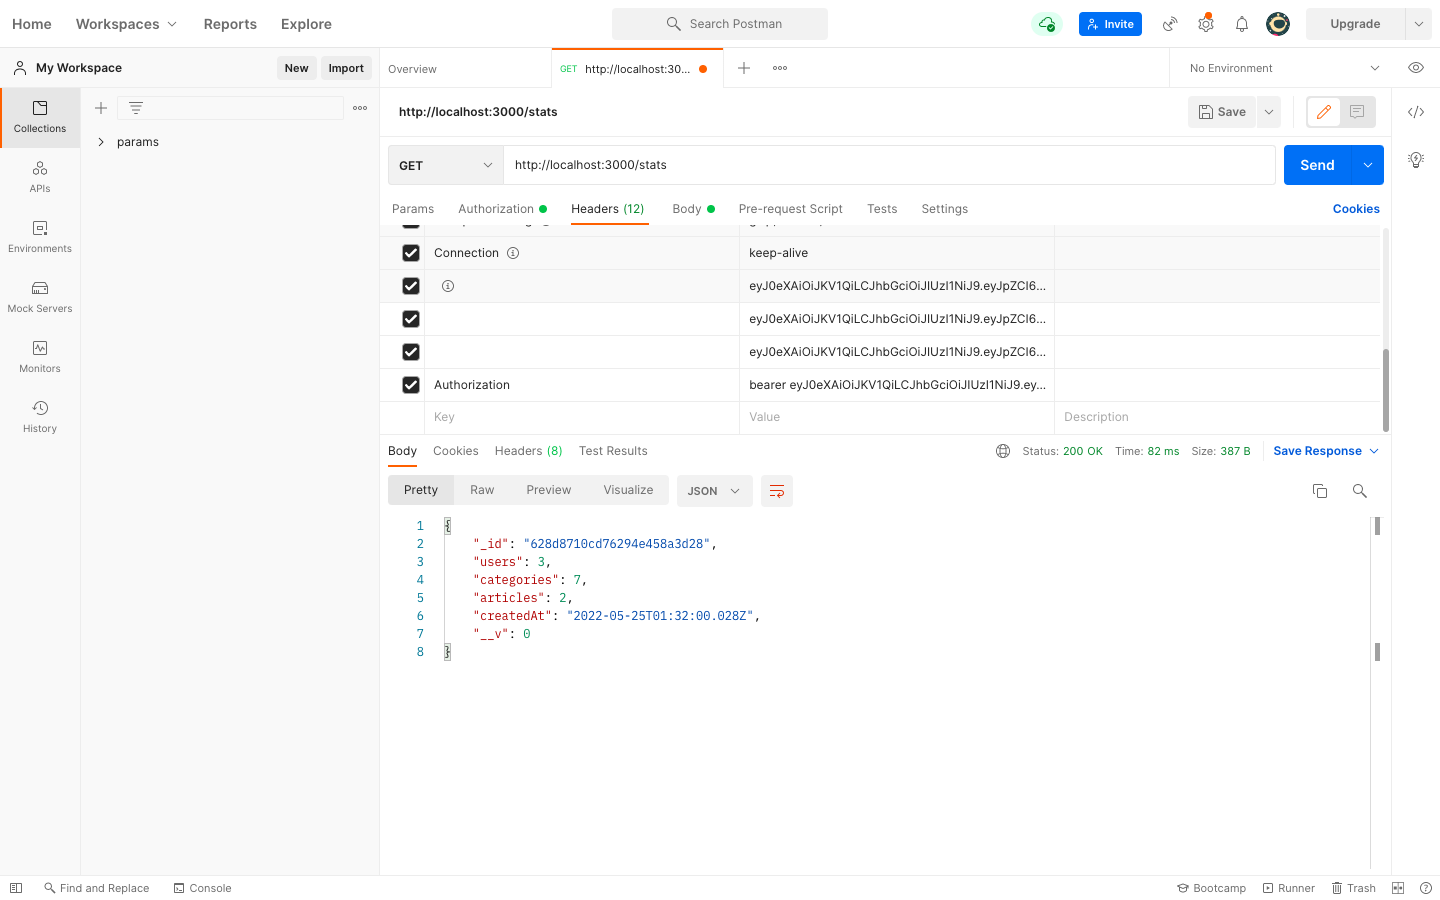 Home
Workspaces
Reports
Explore
Search Postman
Invite
Upgrade
My Workspace
New
Import
Overview
GET http://localhost:30...
No Environment
Collections
params
http://localhost:3000/stats
Save
GET
http://localhost:3000/stats
Send
APIs
Params
Authorization
Headers (12)
Body
Pre-request Script
Tests
Settings
Cookies
Environments
Connection
keep-alive
eyJ0eXAiOiJKV1QiLCJhbGciOiJIUzI1NiJ9.eyJpZCI6...
Mock Servers
eyJ0eXAiOiJKV1QiLCJhbGciOiJIUzI1NiJ9.eyJpZCI6...
Monitors
eyJ0eXAiOiJKV1QiLCJhbGciOiJIUzI1NiJ9.eyJpZCI6...
Authorization
bearer eyJ0eXAiOiJKV1QiLCJhbGciOiJIUzI1NiJ9.ey...
History
Key
Value
Description
Body
Cookies
Headers (8)
Test Results
Status: 200 OK
Time: 82 ms
Size: 387 B
Save Response
Pretty
Raw
Preview
Visualize
JSON
1 {
2 "_id": "628d8710cd76294e458a3d28",
3 "users": 3,
4 "categories": 7,
5 "articles": 2,
6 "createdAt": "2022-05-25T01:32:00.028Z",
7 "__v": 0
8 }
Find and Replace
Console
Bootcamp
Runner
Trash